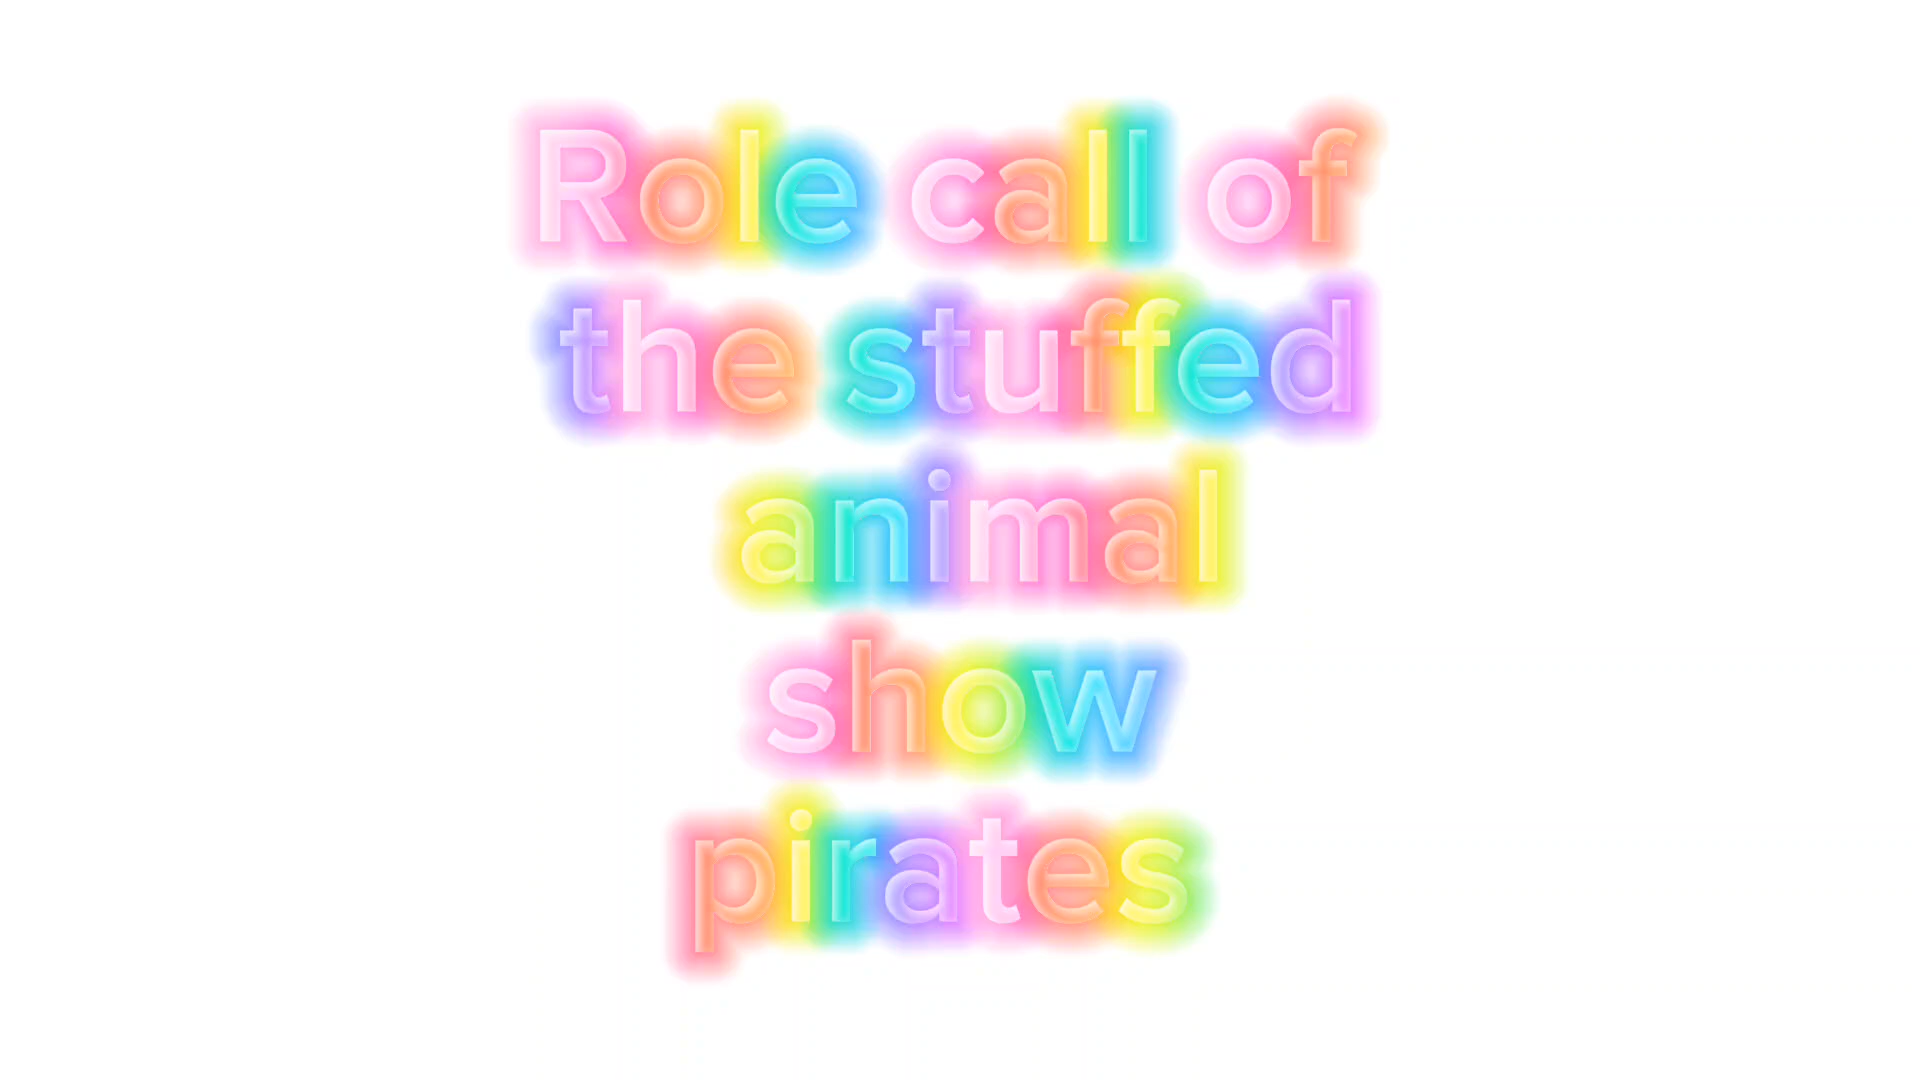 Role call of
the stuffed
animal
show
pirates